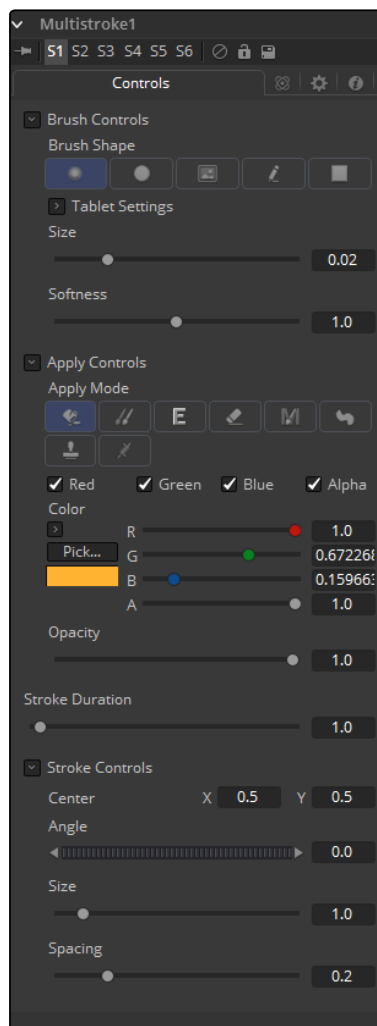 Multistroke1
S1 S2 S3 S4 S5 S6
Controls
Brush Controls
Brush Shape
Tablet Settings
Size
0.02
Softness
1.0
Apply Controls
Apply Mode
E
Red Green Blue Alpha
Color
R 1.0
Pick... G 0.672268
B 0.159663
A 1.0
Opacity
1.0
Stroke Duration
1.0
Stroke Controls
Center X 0.5 Y 0.5
Angle
0.0
Size
1.0
Spacing
0.2